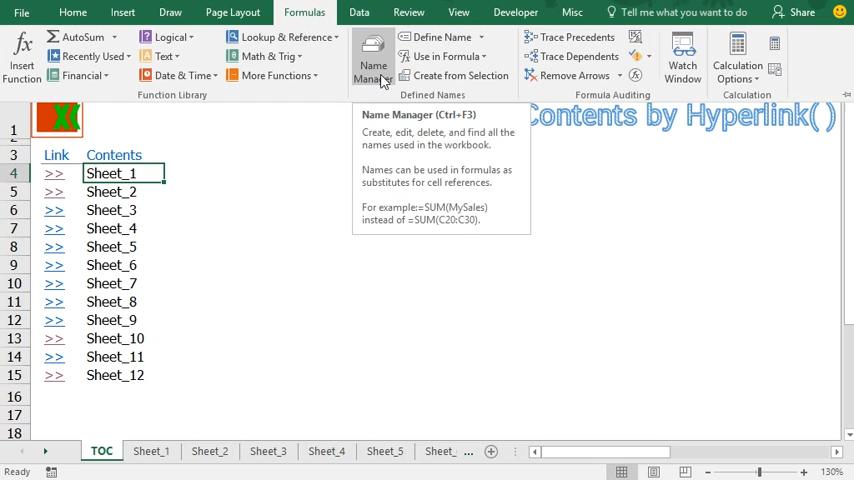 File Home Insert Draw Page Layout Formulas Data Review View Developer Misc Tell me what you want to do Share
Insert Function
AutoSum
Recently Used
Financial
Logical
Text
Date & Time
Lookup & Reference
Math & Trig
More Functions
Function Library
Name Manager
Define Name
Use in Formula
Create from Selection
Defined Names
Trace Precedents
Trace Dependents
Remove Arrows
Formula Auditing
Watch Window
Calculation Options
Calculation
Name Manager (Ctrl+F3)
Create, edit, delete, and find all the
names used in the workbook.
Names can be used in formulas as
substitutes for cell references.
For example:=SUM(MySales)
instead of =SUM(C20:C30).
1 Contents by Hyperlink( )
3 Link Contents
4 >> Sheet_1
5 >> Sheet_2
6 >> Sheet_3
7 >> Sheet_4
8 >> Sheet_5
9 >> Sheet_6
10 >> Sheet_7
11 >> Sheet_8
12 >> Sheet_9
13 >> Sheet_10
14 >> Sheet_11
15 >> Sheet_12
16
17
18
TOC Sheet_1 Sheet_2 Sheet_3 Sheet_4 Sheet_5 Sheet_ ...
Ready 130%